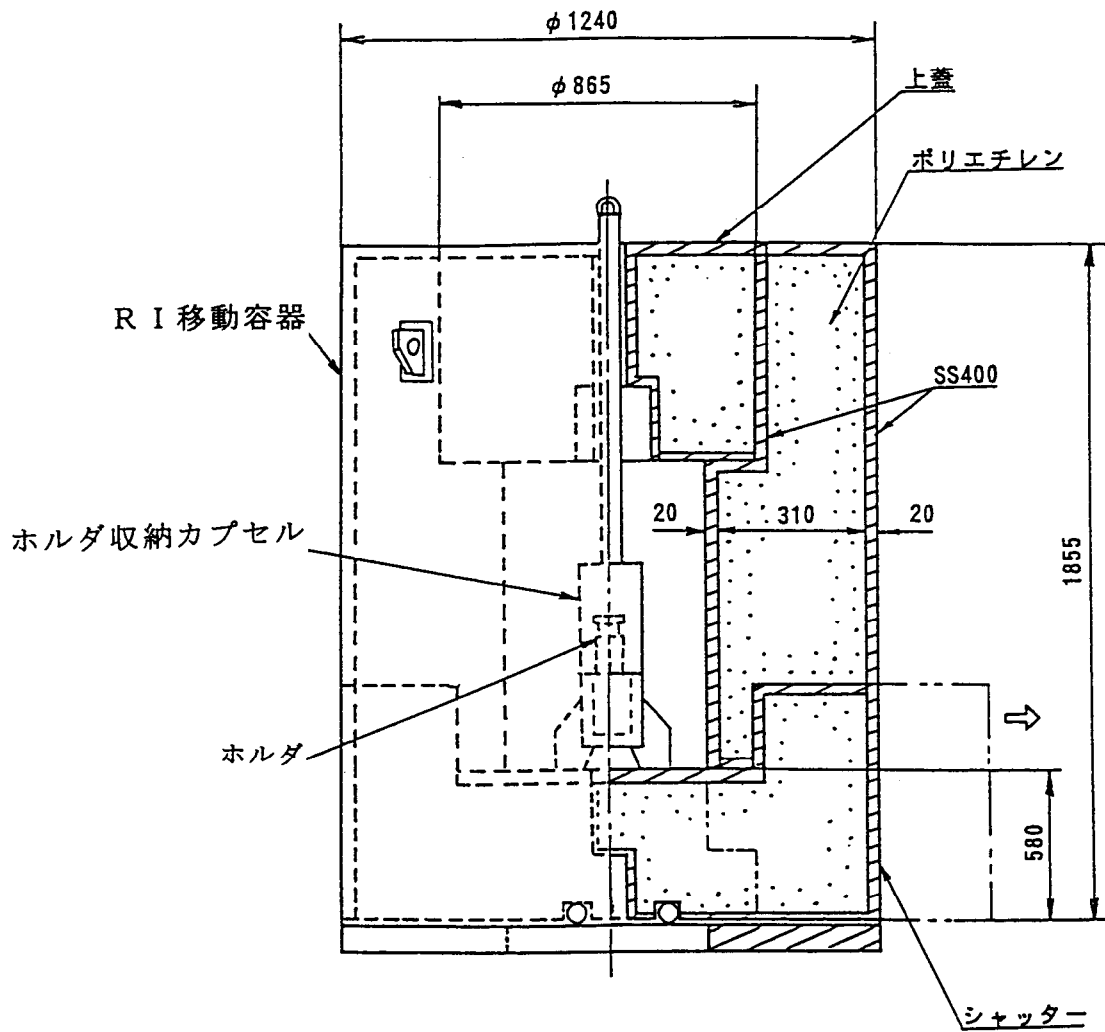 φ1240
φ865
上蓋
ポリエチレン
RI移動容器
SS400
20
310
20
ホルダ収納カプセル
1855
ホルダ
580
シャッター